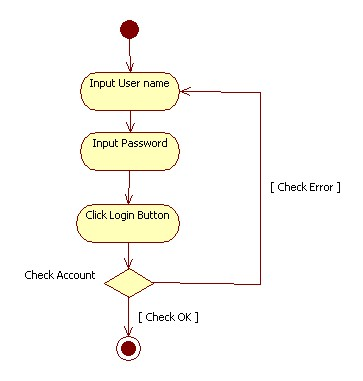 Input User name
Input Password
Click Login Button
Check Account
[ Check Error ]
[ Check OK ]